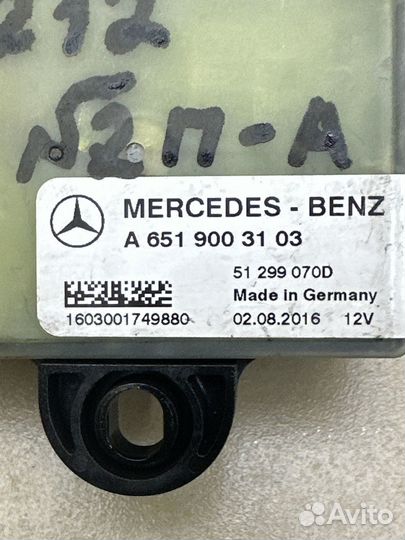 212
N2П-А
MERCEDES - BENZ
A 651 900 31 03
51 299 070D
Made in Germany
1603001749880
02.08.2016 12V
Avito